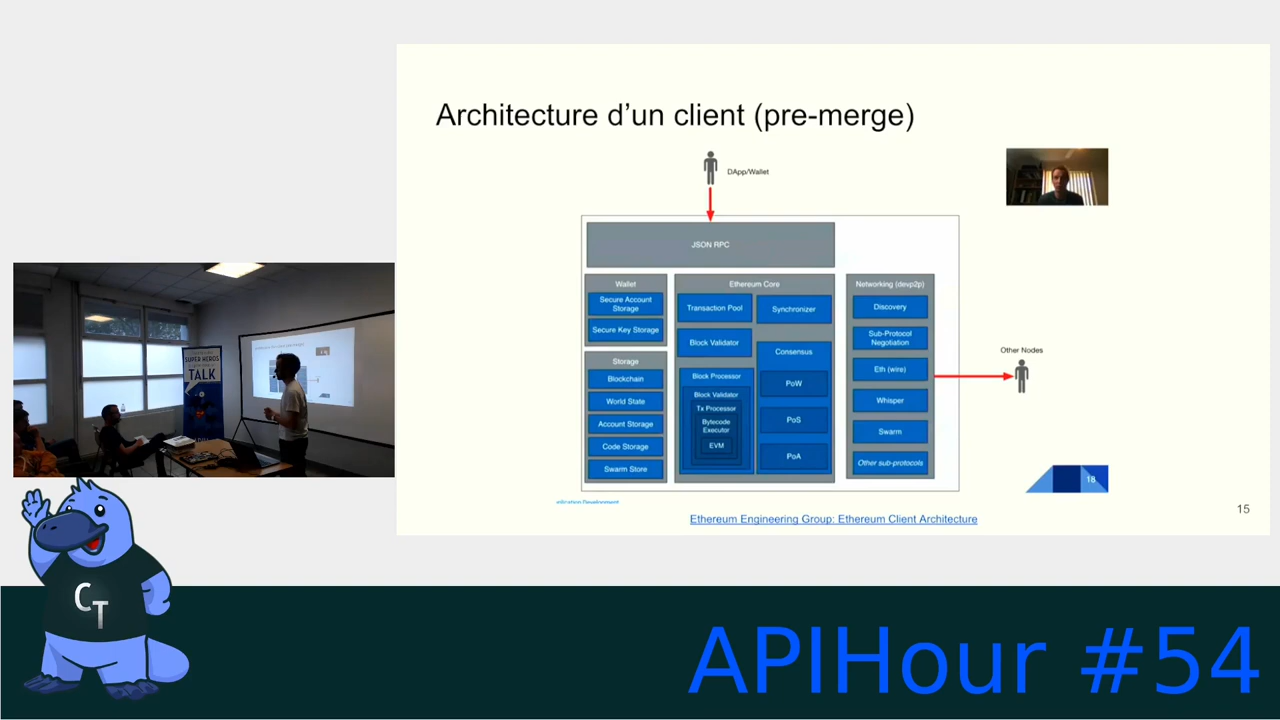 Architecture d’un client (pre-merge)
DApp/Wallet
JSON RPC
Wallet
Secure Account
Storage
Secure Key Storage
Storage
Blockchain
World State
Account Storage
Code Storage
Swarm Store
Ethereum Core
Transaction Pool
Block Validator
Block Processor
Block Validator
Tx Processor
Bytecode
Executor
EVM
Synchronizer
Consensus
PoW
PoS
PoA
Networking (devp2p)
Discovery
Sub-Protocol
Negotiation
Eth (wire)
Whisper
Swarm
Other sub-protocols
Other Nodes
18
Ethereum Engineering Group: Ethereum Client Architecture
15
SUPER HEROS
TALK
CT
APIHour #54